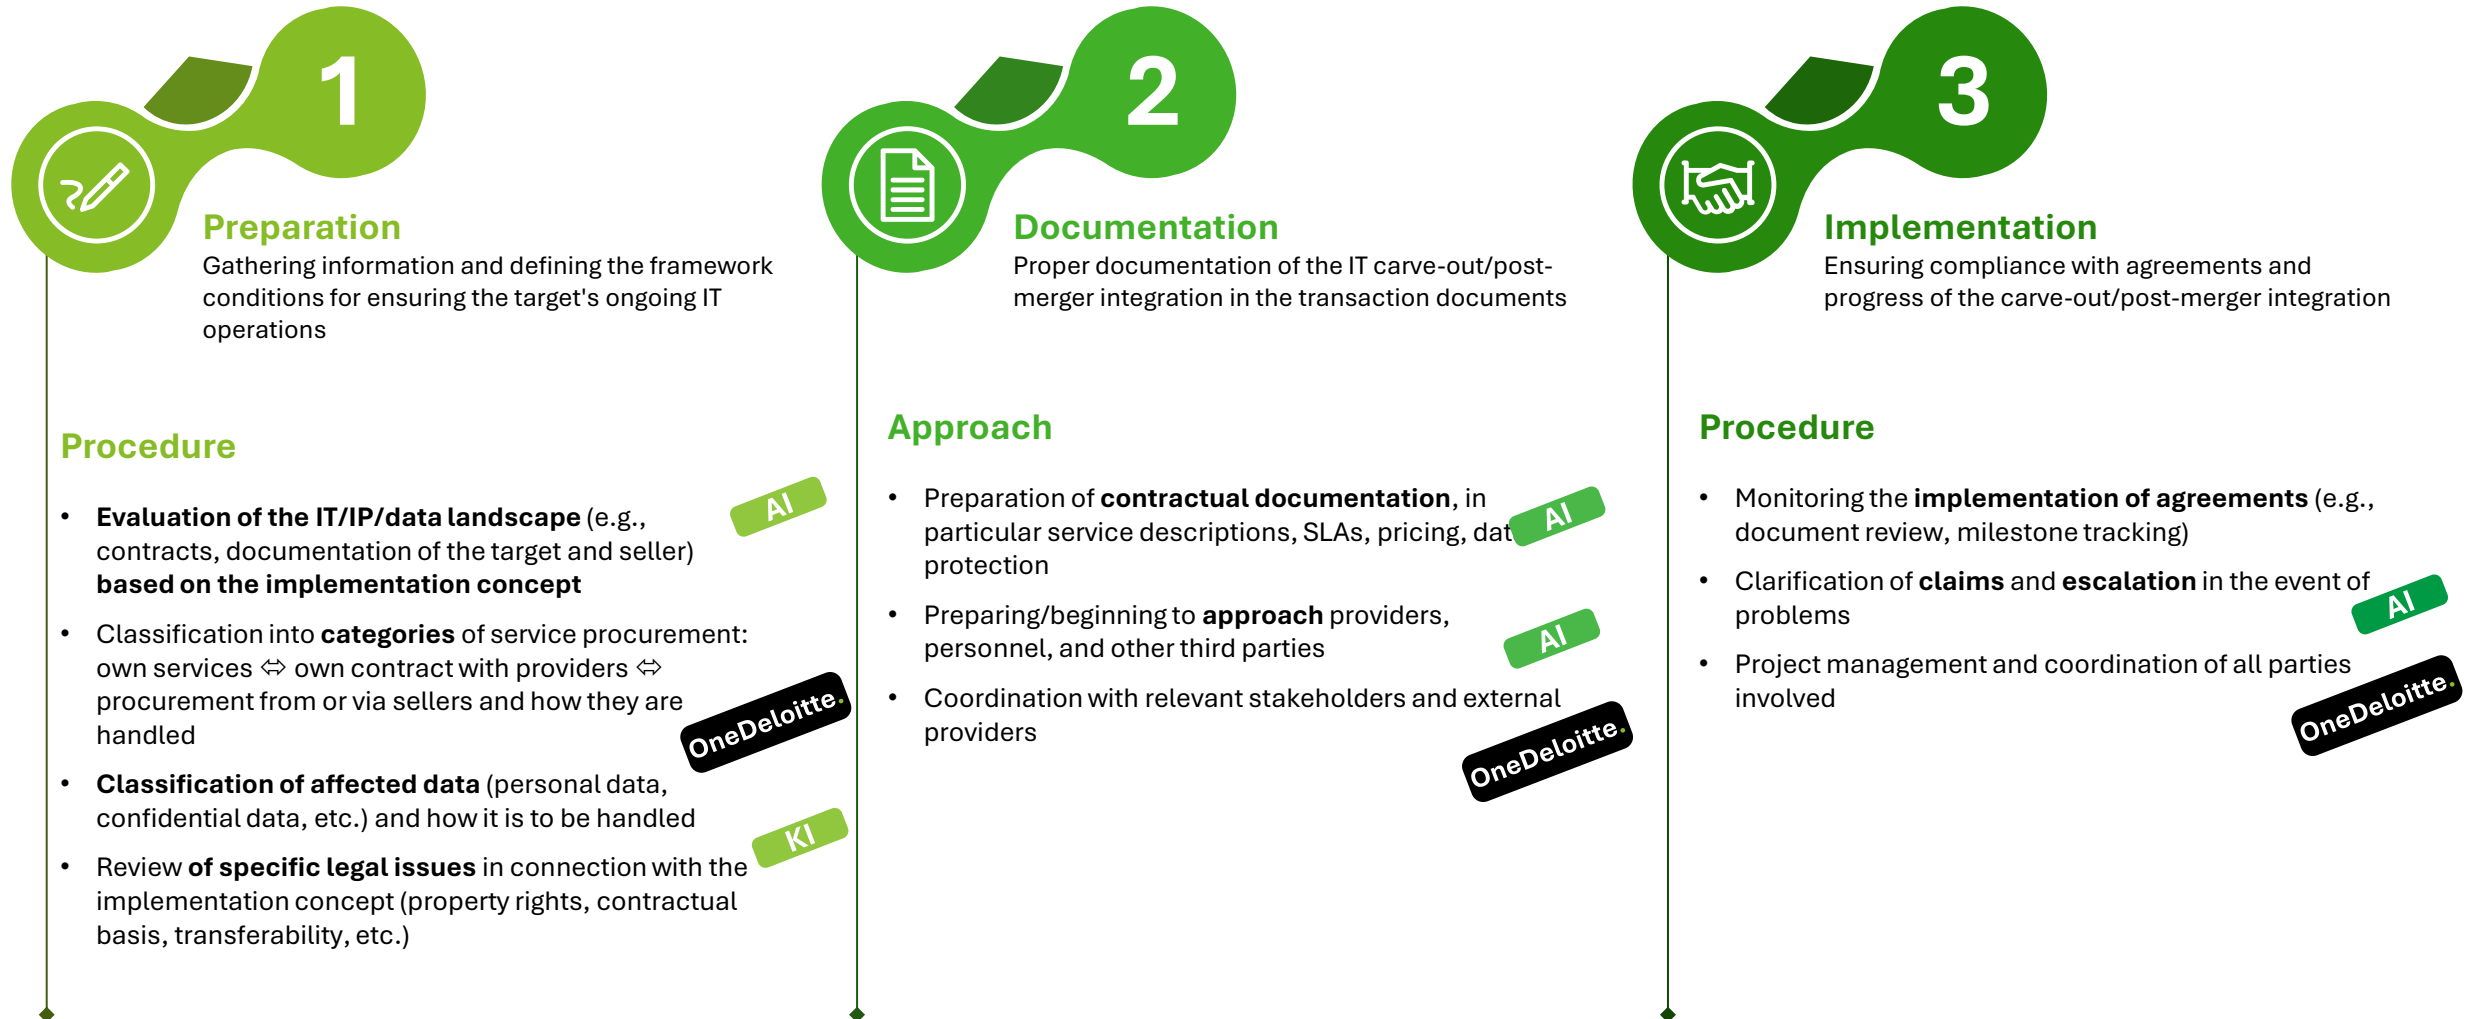 1
Preparation
Gathering information and defining the framework
conditions for ensuring the target's ongoing IT
operations
Procedure
• Evaluation of the IT/IP/data landscape (e.g.,
contracts, documentation of the target and seller)
based on the implementation concept
AI
• Classification into categories of service procurement:
own services ⬄ own contract with providers ⬄
procurement from or via sellers and how they are
handled
OneDeloitte.
• Classification of affected data (personal data,
confidential data, etc.) and how it is to be handled
KI
• Review of specific legal issues in connection with the
implementation concept (property rights, contractual
basis, transferability, etc.)
2
Documentation
Proper documentation of the IT carve-out/post-
merger integration in the transaction documents
Approach
• Preparation of contractual documentation, in
particular service descriptions, SLAs, pricing, dat
protection
AI
• Preparing/beginning to approach providers,
personnel, and other third parties
AI
• Coordination with relevant stakeholders and external
providers
OneDeloitte.
3
Implementation
Ensuring compliance with agreements and
progress of the carve-out/post-merger integration
Procedure
• Monitoring the implementation of agreements (e.g.,
document review, milestone tracking)
• Clarification of claims and escalation in the event of
problems
AI
• Project management and coordination of all parties
involved
OneDeloitte.